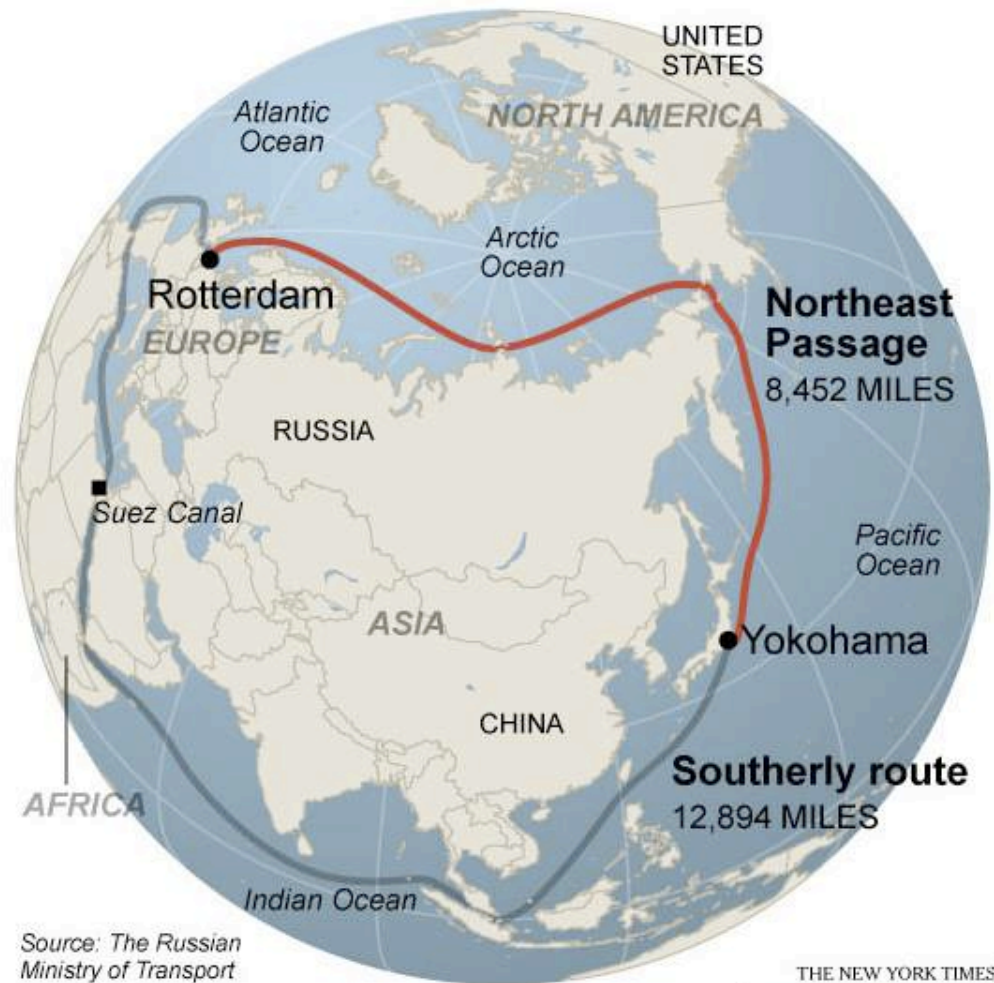 UNITED
STATES
Atlantic
Ocean
NORTH AMERICA
Arctic
Ocean
Rotterdam
EUROPE
Northeast
Passage
8,452 MILES
RUSSIA
Suez Canal
Pacific
Ocean
ASIA
Yokohama
CHINA
Southerly route
12,894 MILES
AFRICA
Indian Ocean
Source: The Russian
Ministry of Transport
THE NEW YORK TIMES